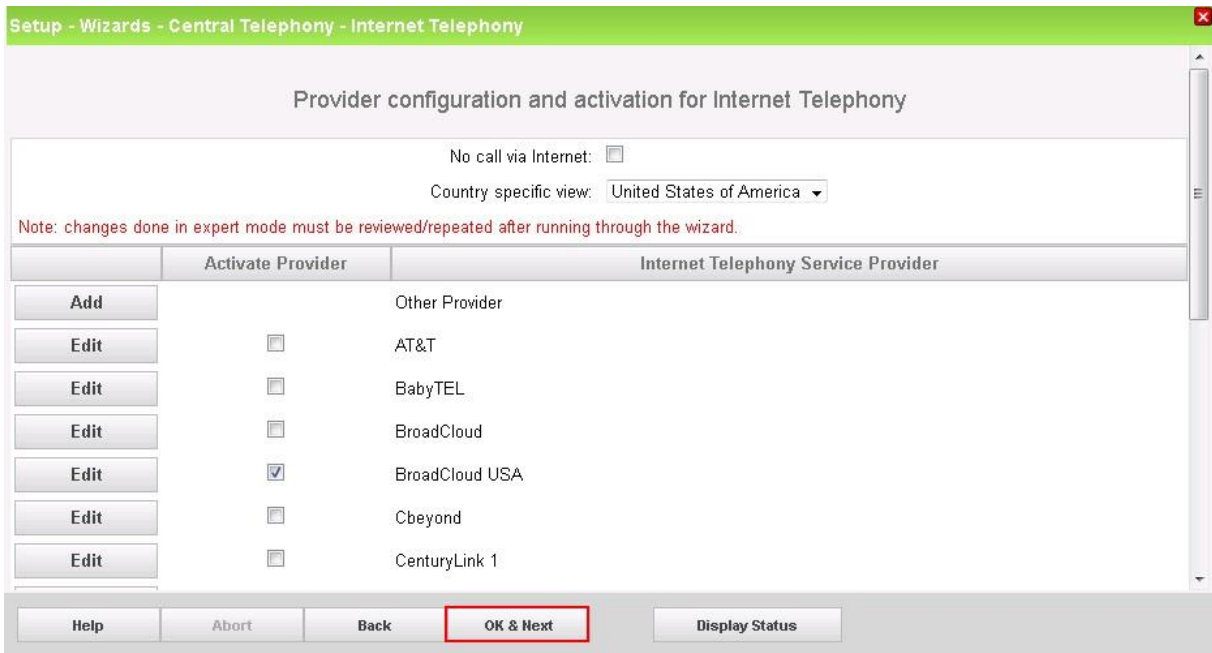 Setup - Wizards - Central Telephony - Internet Telephony
Provider configuration and activation for Internet Telephony
No call via Internet:
Country specific view: United States of America
Note: changes done in expert mode must be reviewed/repeated after running through the wizard.
Activate Provider Internet Telephony Service Provider
Add Other Provider
Edit AT&T
Edit BabyTEL
Edit BroadCloud
Edit BroadCloud USA
Edit Cbeyond
Edit CenturyLink 1
Help Abort Back OK & Next Display Status